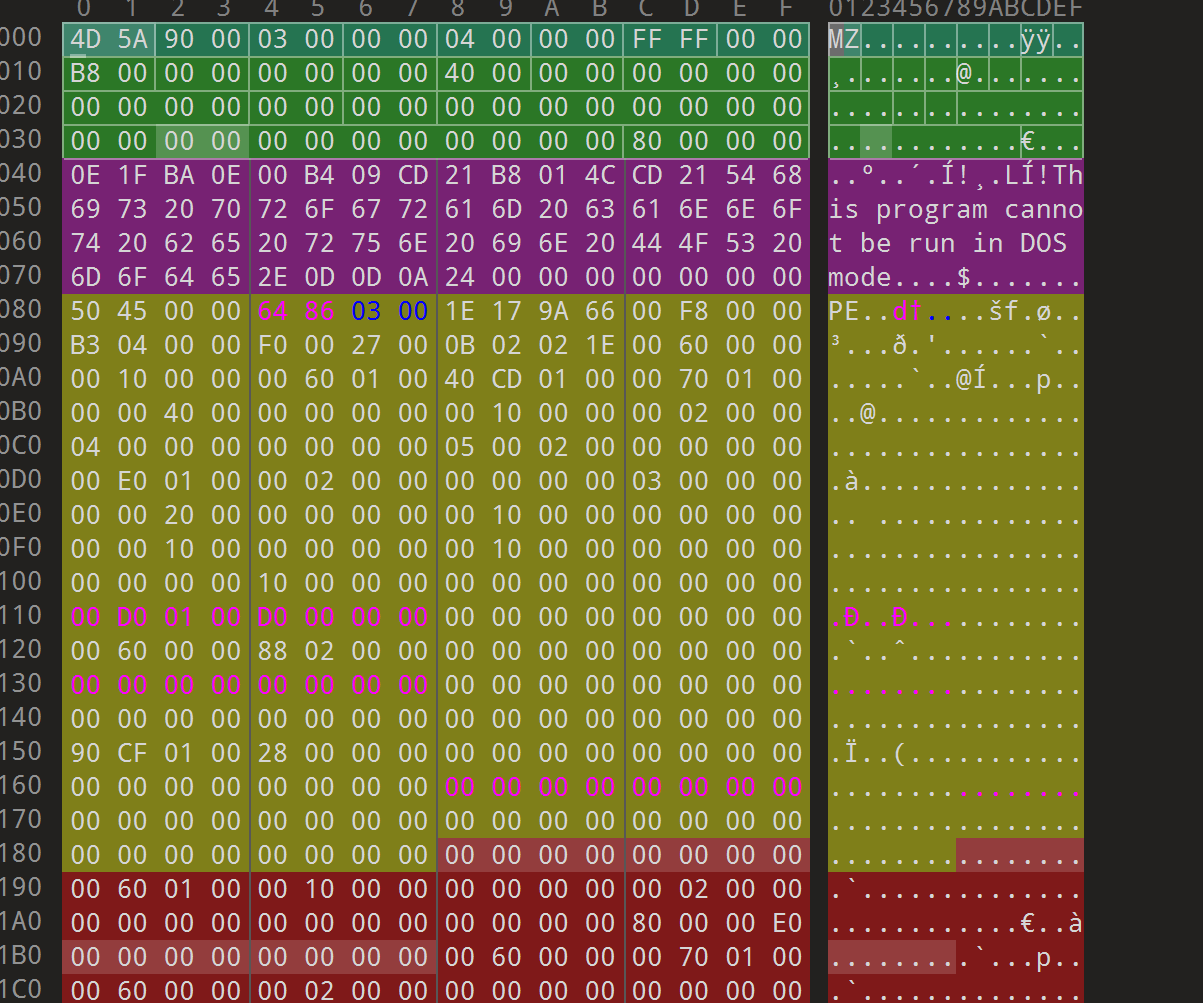 0 1 2 3 4 5 6 7 8 9 A B C D E F 0123456789ABCDEF
000 4D 5A 90 00 03 00 00 00 04 00 00 00 FF FF 00 00 MZ..........ÿÿ..
010 B8 00 00 00 00 00 00 00 40 00 00 00 00 00 00 00 ¸.......@.......
020 00 00 00 00 00 00 00 00 00 00 00 00 00 00 00 00 ................
030 00 00 00 00 00 00 00 00 00 00 00 00 80 00 00 00 ............€...
040 0E 1F BA 0E 00 B4 09 CD 21 B8 01 4C CD 21 54 68 ..º..´.Í!¸.LÍ!Th
050 69 73 20 70 72 6F 67 72 61 6D 20 63 61 6E 6E 6F is program canno
060 74 20 62 65 20 72 75 6E 20 69 6E 20 44 4F 53 20 t be run in DOS
070 6D 6F 64 65 2E 0D 0D 0A 24 00 00 00 00 00 00 00 mode....$.......
080 50 45 00 00 64 86 03 00 1E 17 9A 66 00 F8 00 00 PE..d†....šf.ø..
090 B3 04 00 00 F0 00 27 00 0B 02 02 1E 00 60 00 00 ³...ð.'......`..
0A0 00 10 00 00 00 60 01 00 40 CD 01 00 00 70 01 00 .....`..@Í...p..
0B0 00 00 40 00 00 00 00 00 00 10 00 00 00 02 00 00 ..@.............
0C0 04 00 00 00 00 00 00 00 05 00 02 00 00 00 00 00 ................
0D0 00 E0 01 00 00 02 00 00 00 00 00 00 03 00 00 00 .à..............
0E0 00 00 20 00 00 00 00 00 00 10 00 00 00 00 00 00 .. .............
0F0 00 00 10 00 00 00 00 00 00 10 00 00 00 00 00 00 ................
100 00 00 00 00 10 00 00 00 00 00 00 00 00 00 00 00 ................
110 00 D0 01 00 D0 00 00 00 00 00 00 00 00 00 00 00 .Ð..Ð...........
120 00 60 00 00 88 02 00 00 00 00 00 00 00 00 00 00 .`..ˆ...........
130 00 00 00 00 00 00 00 00 00 00 00 00 00 00 00 00 ................
140 00 00 00 00 00 00 00 00 00 00 00 00 00 00 00 00 ................
150 90 CF 01 00 28 00 00 00 00 00 00 00 00 00 00 00 .Ï..(...........
160 00 00 00 00 00 00 00 00 00 00 00 00 00 00 00 00 ................
170 00 00 00 00 00 00 00 00 00 00 00 00 00 00 00 00 ................
180 00 00 00 00 00 00 00 00 00 00 00 00 00 00 00 00 ................
190 00 60 01 00 00 10 00 00 00 00 00 00 00 02 00 00 .`..............
1A0 00 00 00 00 00 00 00 00 00 00 00 00 80 00 00 E0 ............€..à
1B0 00 00 00 00 00 00 00 00 00 60 00 00 00 70 01 00 .........`...p..
1C0 00 60 00 00 00 02 00 00 00 00 00 00 00 00 00 00 .`..............